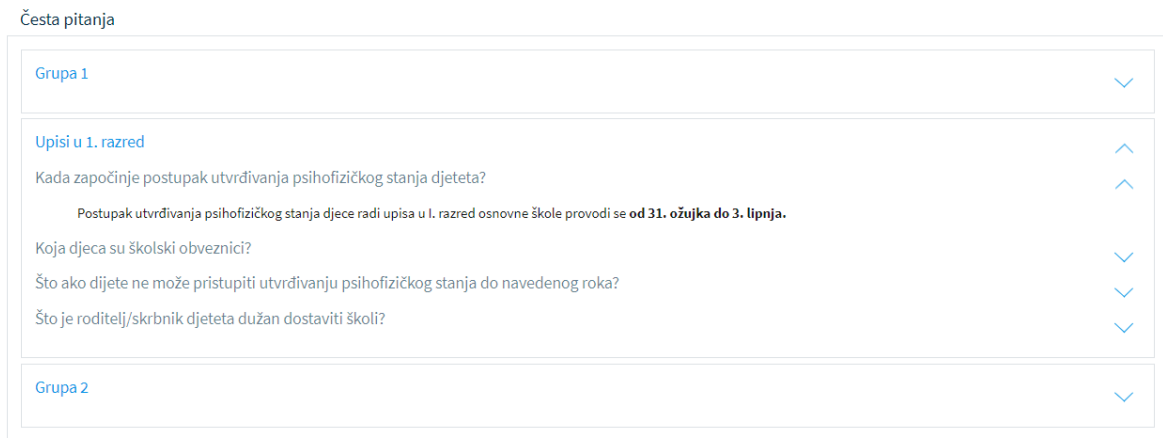 Česta pitanja
Grupa 1
Upisi u 1. razred
Kada započinje postupak utvrđivanja psihofizičkog stanja djeteta?
Postupak utvrđivanja psihofizičkog stanja djece radi upisa u I. razred osnovne škole provodi se od 31. ožujka do 3. lipnja.
Koja djeca su školski obveznici?
Što ako dijete ne može pristupiti utvrđivanju psihofizičkog stanja do navedenog roka?
Što je roditelj/skrbnik djeteta dužan dostaviti školi?
Grupa 2